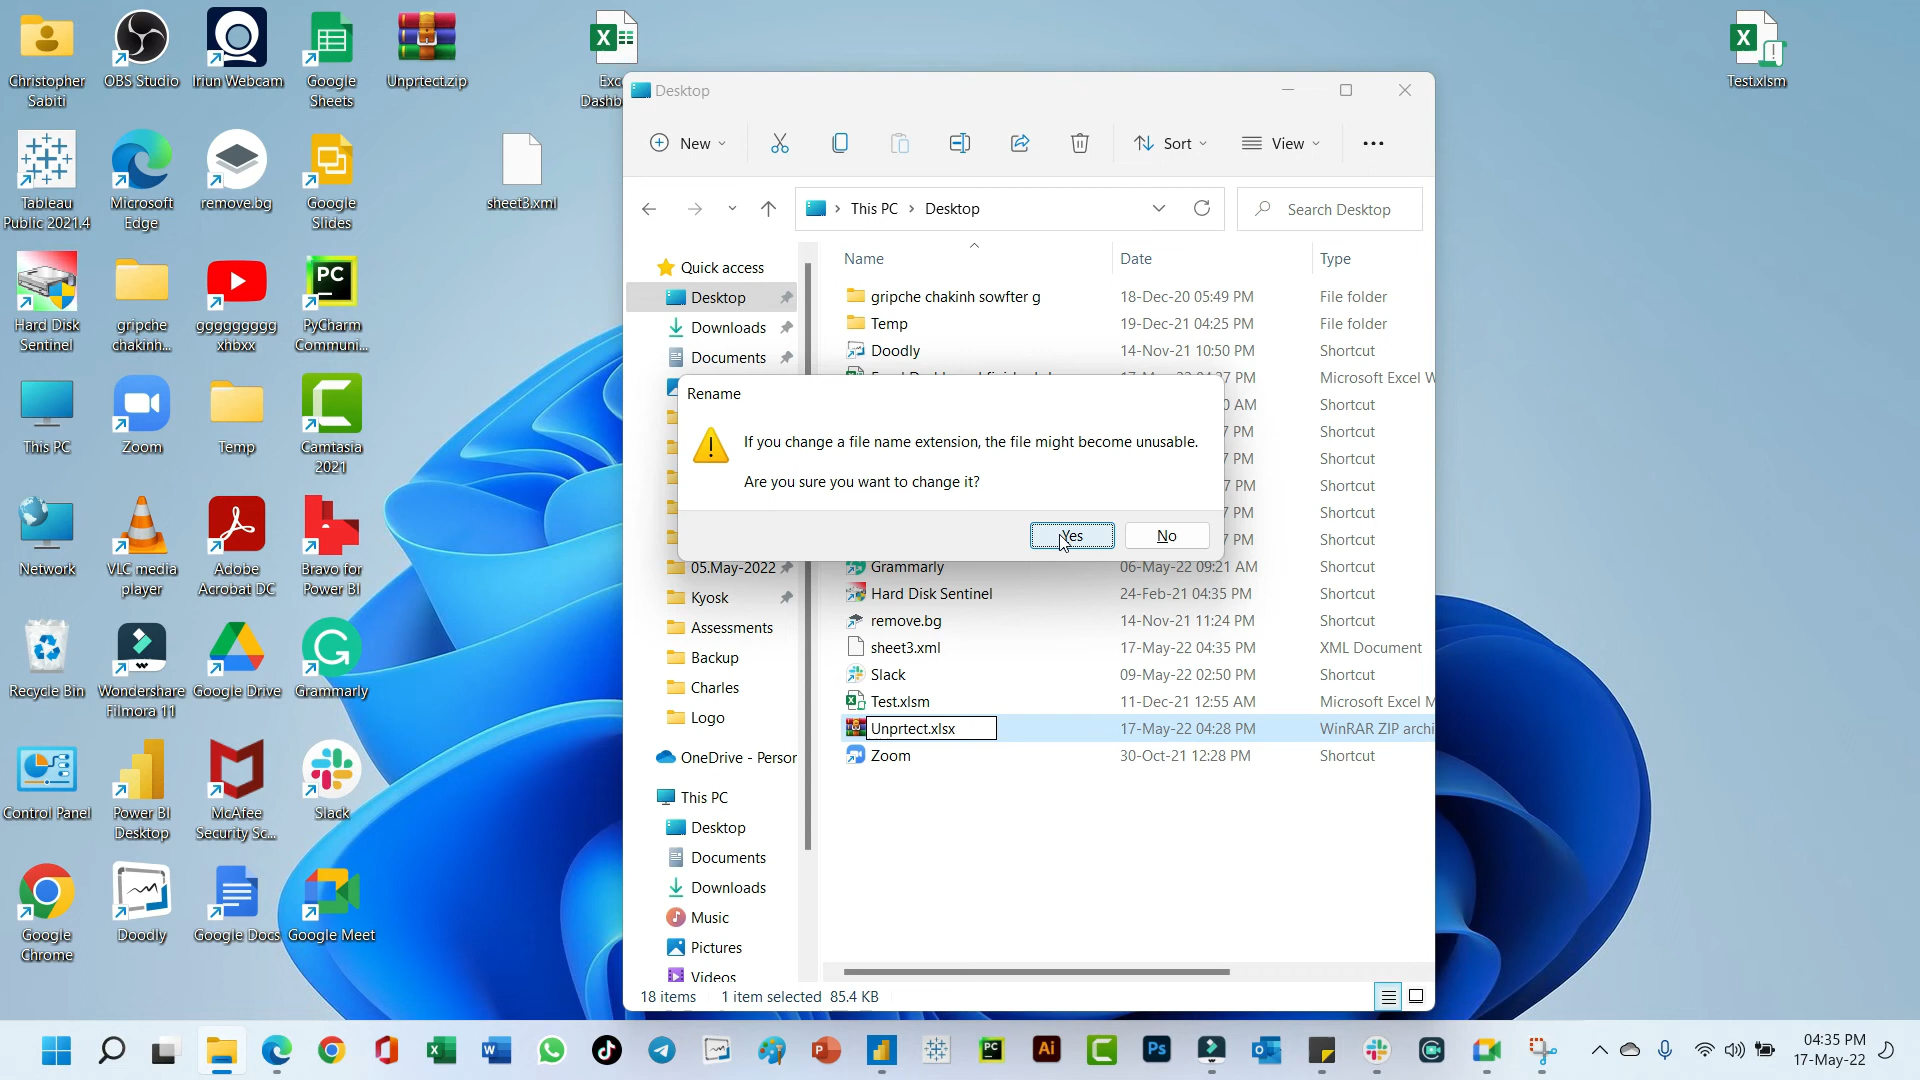 Christopher
Sabiti
OBS Studio
Iriun Webcam
Google
Sheets
Unprtect.zip
Exc
Dashb
Test.xlsm
Tableau
Public 2021.4
Microsoft
Edge
remove.bg
Google
Slides
sheet3.xml
Hard Disk
Sentinel
gripche
chakinh...
ggggggggg
xhbxx
PyCharm
Communi...
This PC
Zoom
Temp
Camtasia
2021
Network
VLC media
player
Adobe
Acrobat DC
Bravo for
Power BI
Recycle Bin
Wondershare
Filmora 11
Google Drive
Grammarly
Control Panel
Power BI
Desktop
McAfee
Security Sc...
Slack
Google
Chrome
Doodly
Google Docs
Google Meet
Desktop
New
Sort
View
This PC > Desktop
Search Desktop
Quick access
Desktop
Downloads
Documents
05.May-2022
Kyosk
Assessments
Backup
Charles
Logo
OneDrive - Persor
This PC
Desktop
Documents
Downloads
Music
Pictures
Videos
Name Date Type
gripche chakinh sowfter g 18-Dec-20 05:49 PM File folder
Temp 19-Dec-21 04:25 PM File folder
Doodly 14-Nov-21 10:50 PM Shortcut
7 PM Microsoft Excel W
0 AM Shortcut
7 PM Shortcut
7 PM Shortcut
7 PM Shortcut
7 PM Shortcut
7 PM Shortcut
Grammarly 06-May-22 09:21 AM Shortcut
Hard Disk Sentinel 24-Feb-21 04:35 PM Shortcut
remove.bg 14-Nov-21 11:24 PM Shortcut
sheet3.xml 17-May-22 04:35 PM XML Document
Slack 09-May-22 02:50 PM Shortcut
Test.xlsm 11-Dec-21 12:55 AM Microsoft Excel M
Unprtect.xlsx 17-May-22 04:28 PM WinRAR ZIP archi
Zoom 30-Oct-21 12:28 PM Shortcut
Rename
If you change a file name extension, the file might become unusable.
Are you sure you want to change it?
Yes
No
18 items 1 item selected 85.4 KB
04:35 PM
17-May-22